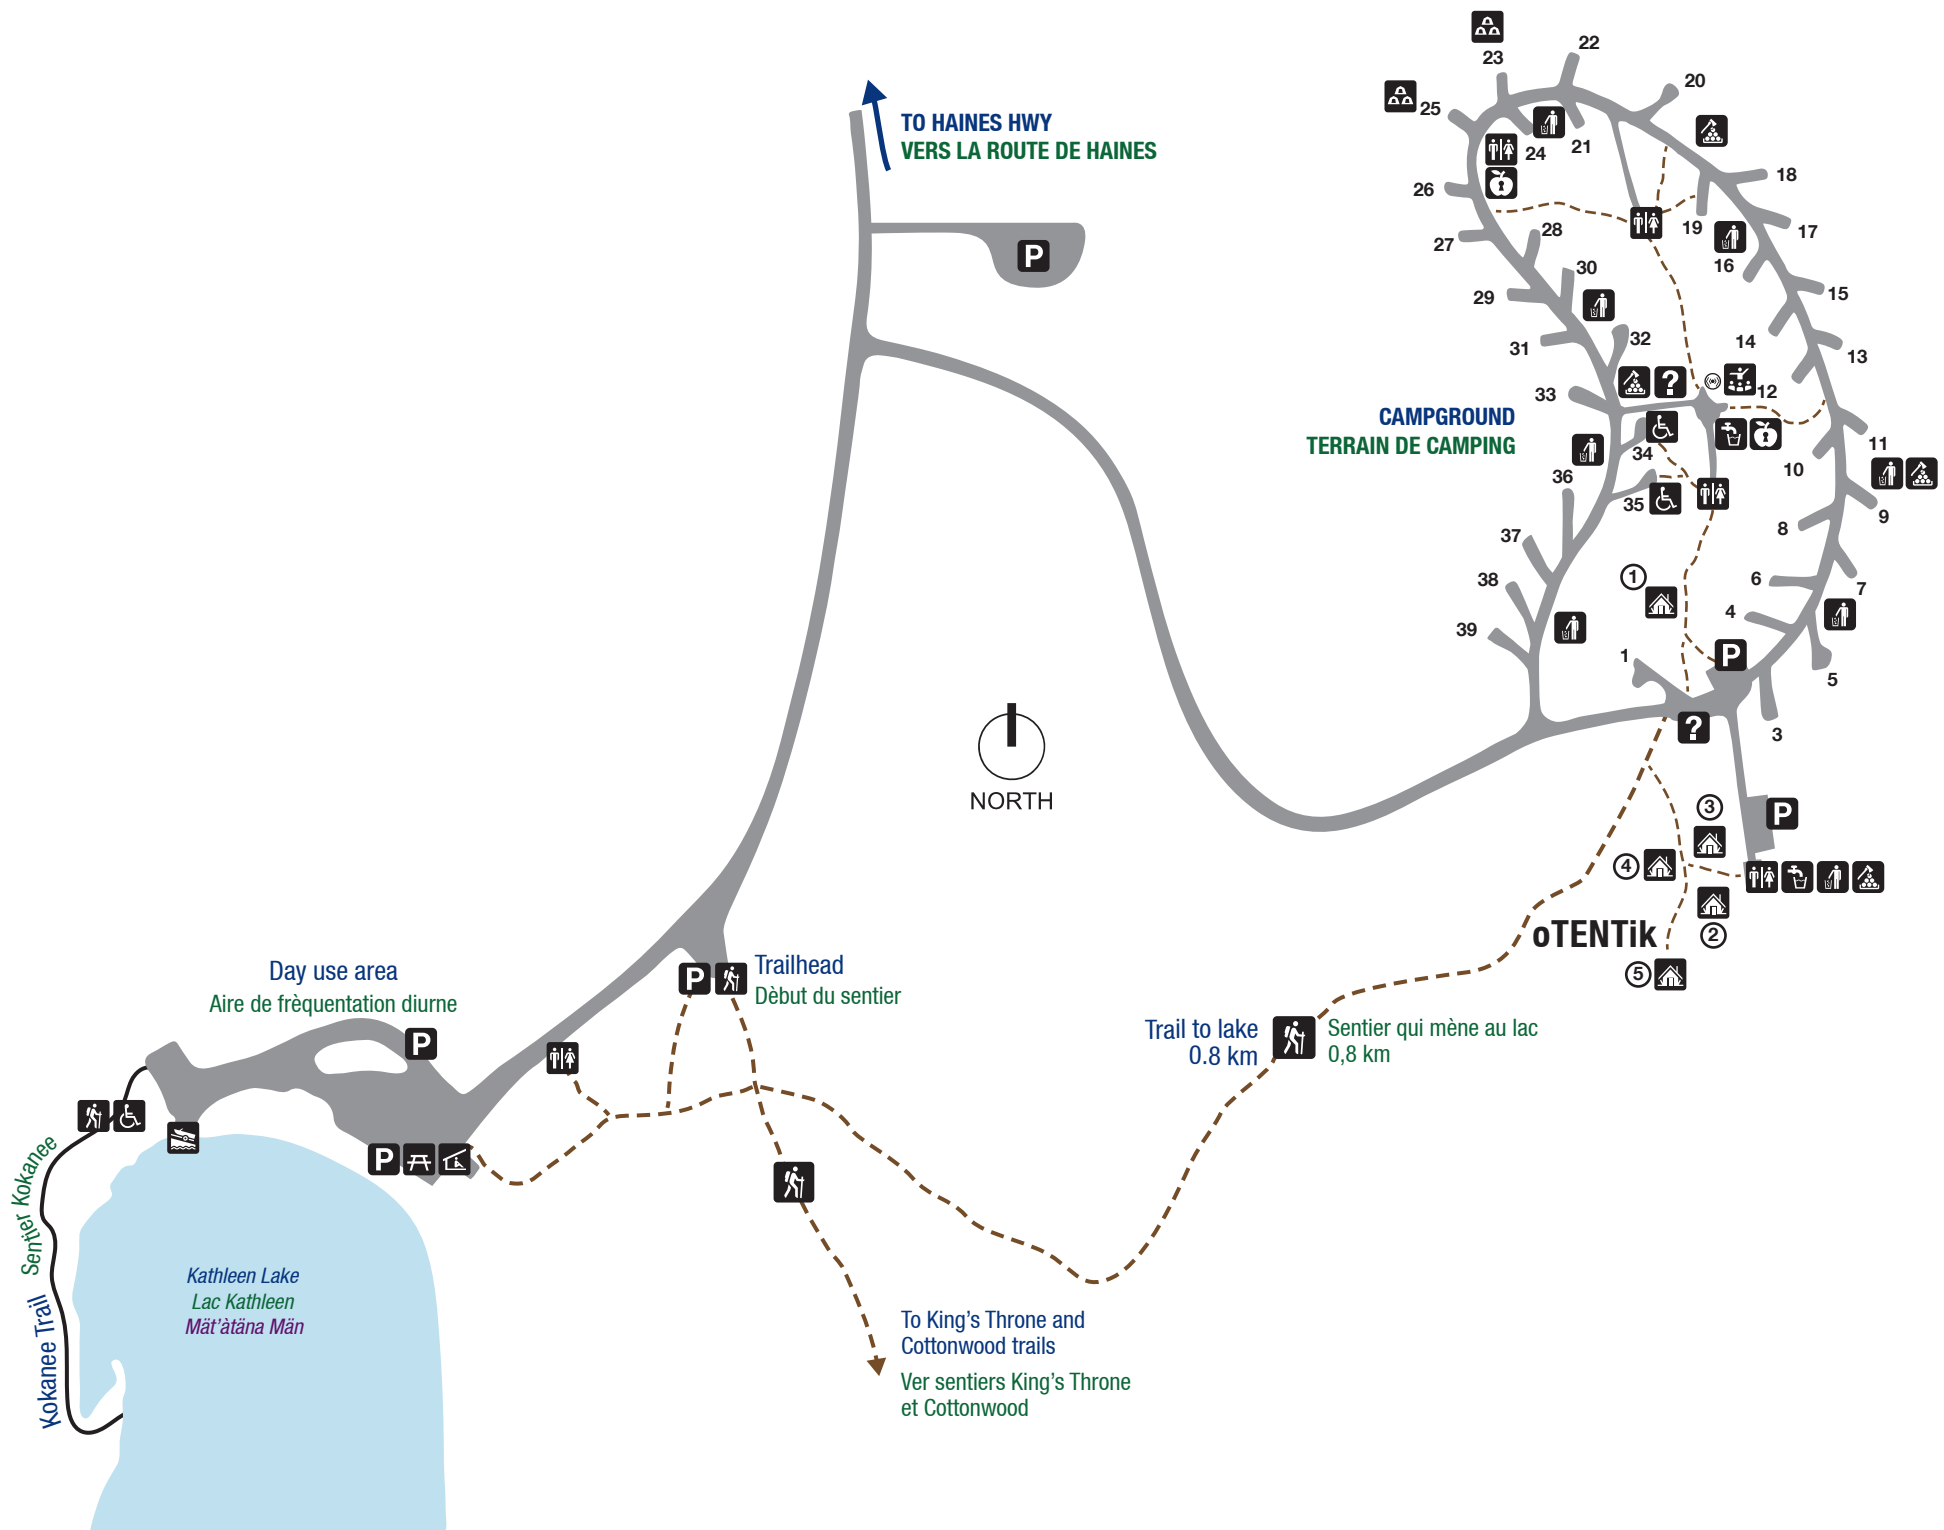 TO HAINES HWY
VERS LA ROUTE DE HAINES
P
CAMPGROUND
TERRAIN DE CAMPING
23
22
25
20
24
21
26
18
19
17
27
28
16
30
29
15
32
14
31
13
?
33
12
34
11
36
10
35
9
37
8
1
38
6
7
4
39
1
P
5
?
3
NORTH
3
P
4
oTENTik
2
5
Day use area
Aire de frèquentation diurne
P
Trailhead
Dèbut du sentier
P
Trail to lake
0.8 km
Sentier qui mène au lac
0,8 km
P
Sentier Kokanee
Kokanee Trail
Kathleen Lake
Lac Kathleen
Mät’àtäna Män
To King’s Throne and
Cottonwood trails
Ver sentiers King’s Throne
et Cottonwood